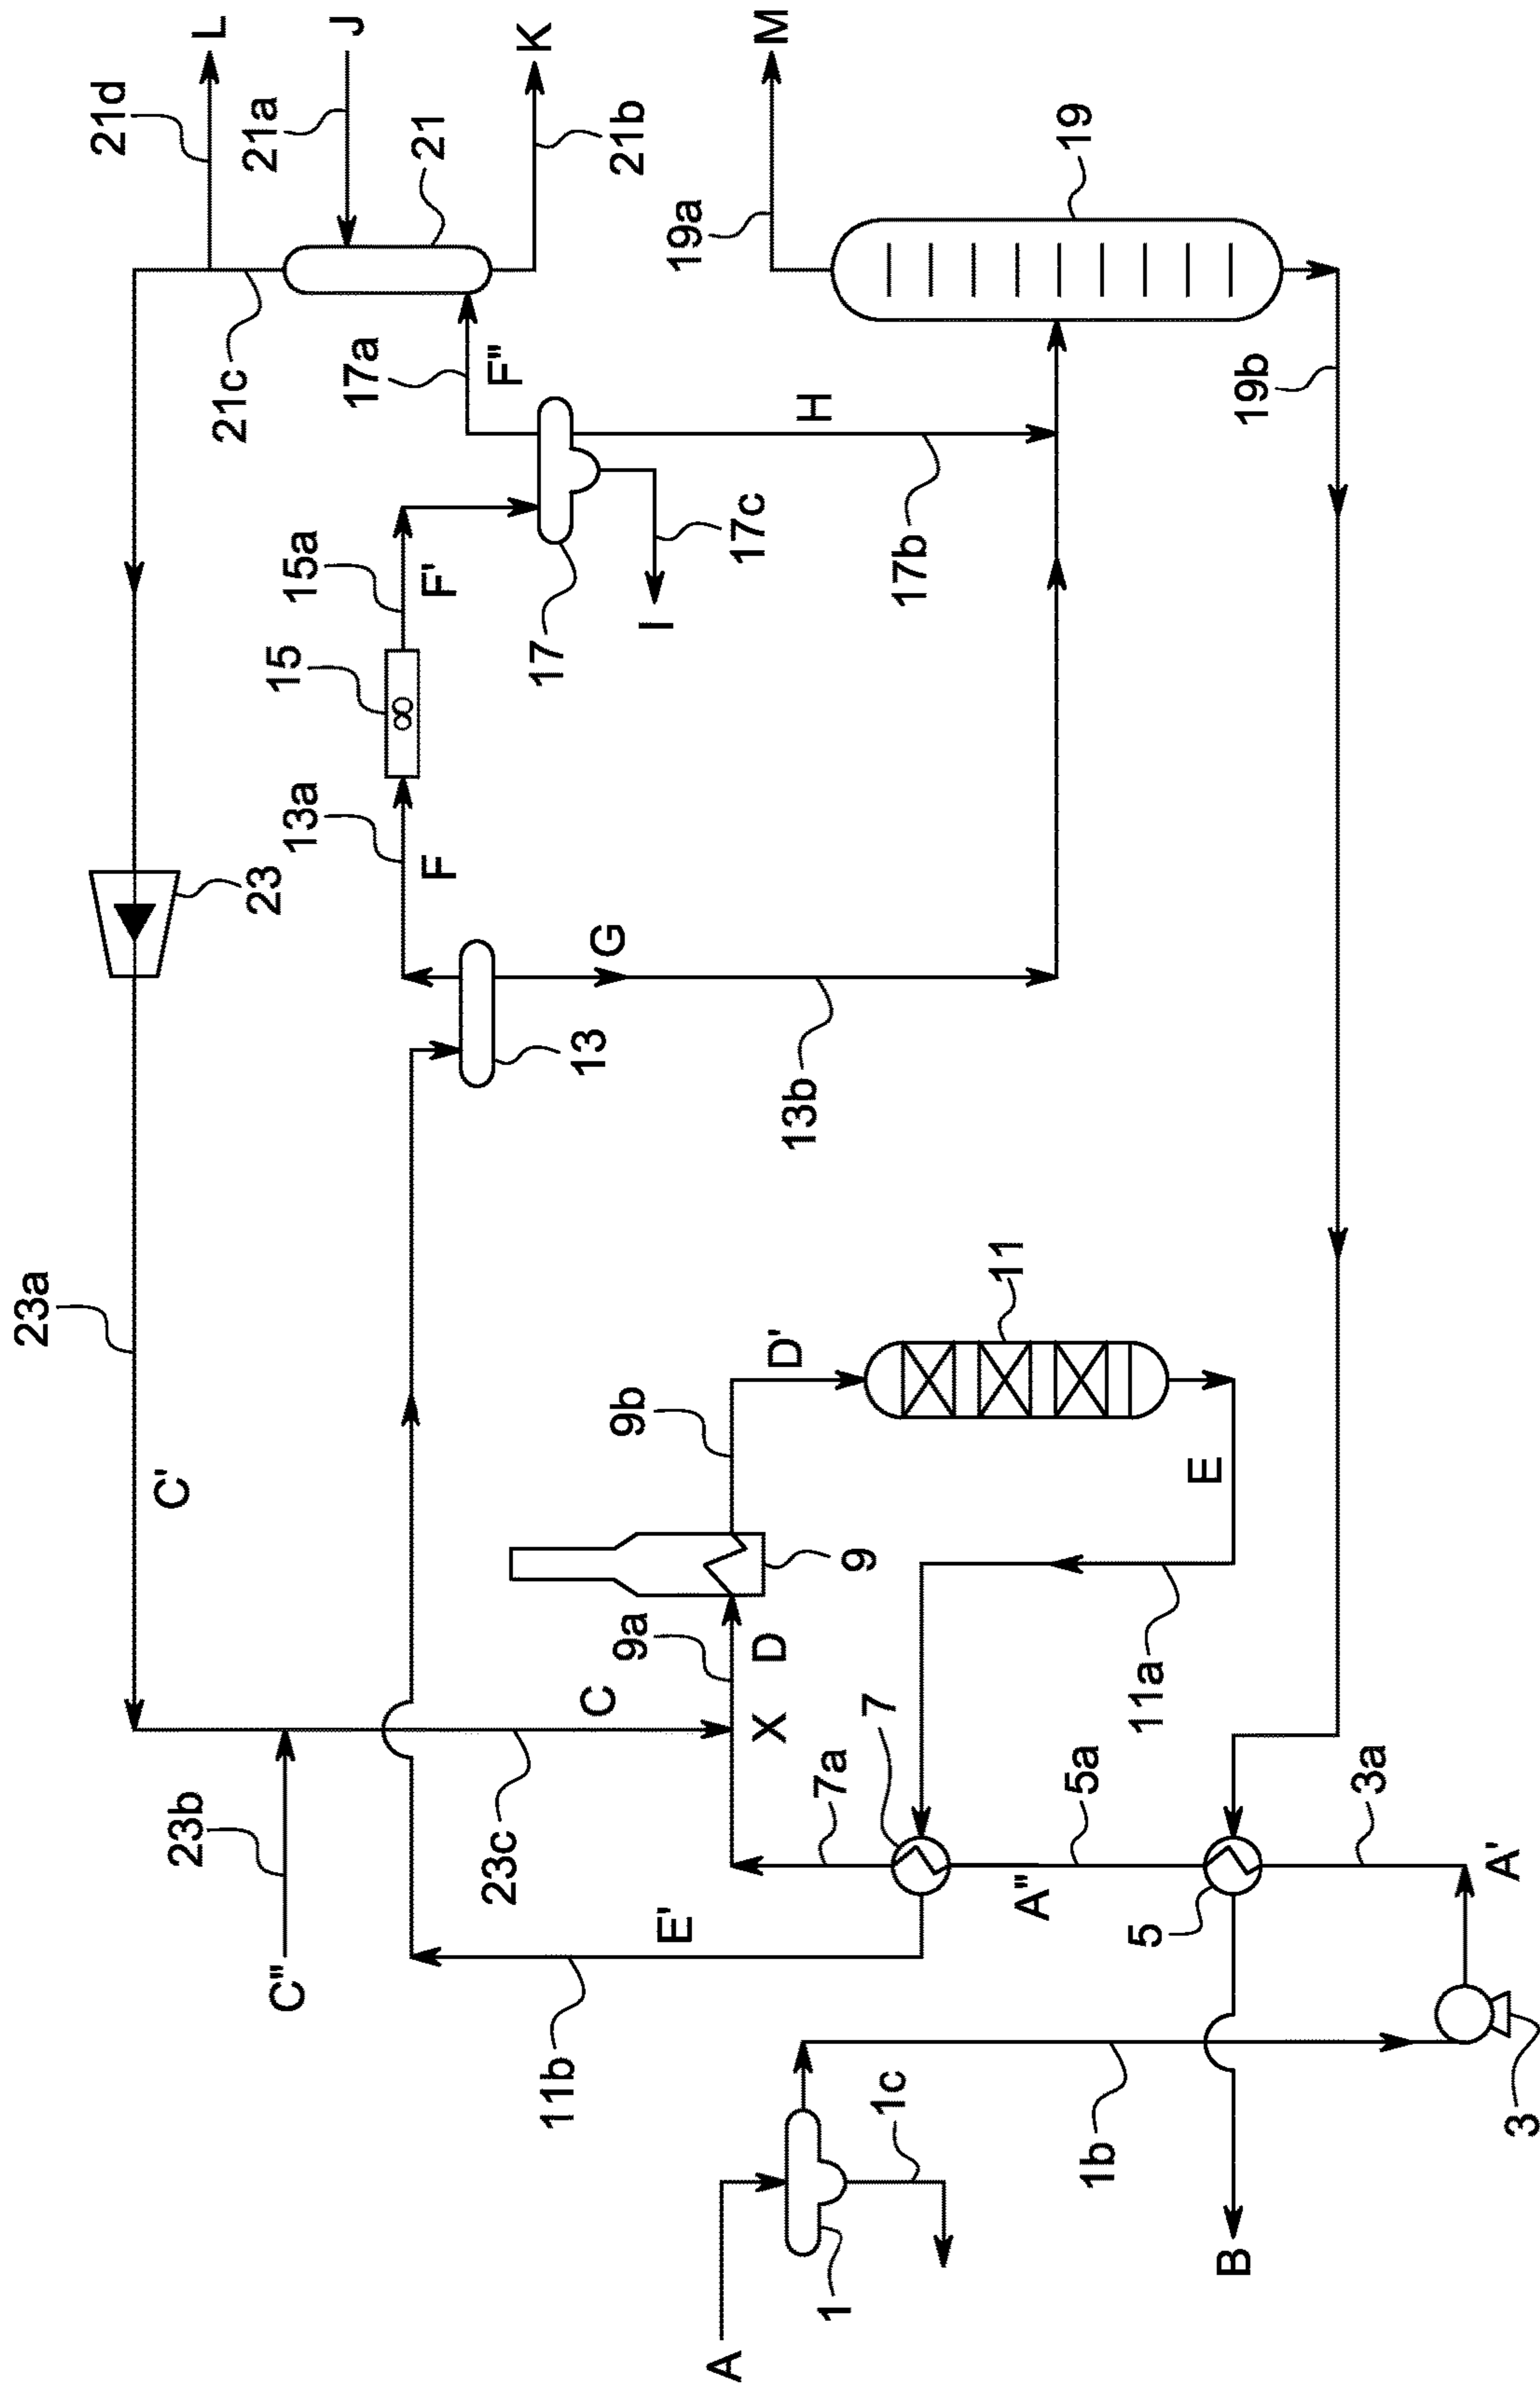 L
J
K
M
21d
21a
21
21b
19
19a
21c
17a
F"
H
19b
15a
F'
17c
I
17
17b
15
13a
F
23
G
13
13b
23a
C'
11
D'
9b
E
9
9a
D
C
X
11a
7
7a
5a
3a
23b
23c
E'
A"
A'
C"
5
11b
1c
1b
3
1
B
A